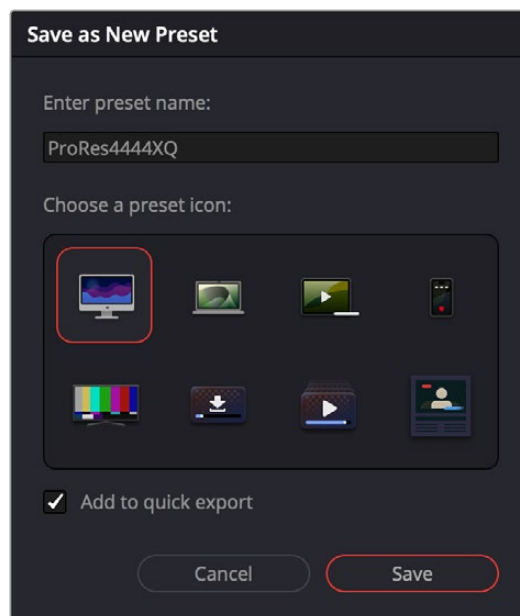 Save as New Preset
Enter preset name:
ProRes4444XQ
Choose a preset icon:
Add to quick export
Cancel
Save